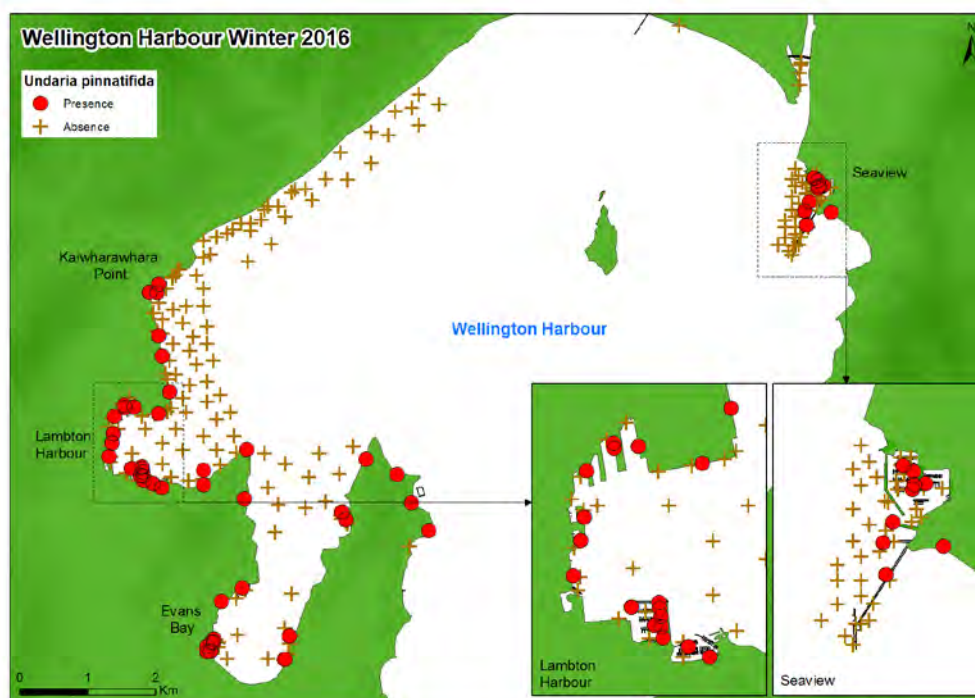 Wellington Harbour Winter 2016
Undaria pinnatifida
Presence
Absence
N
Seaview
Kaiwharawhara
Point
Wellington Harbour
Lambton
Harbour
Evans
Bay
0 1 2
Km
Lambton
Harbour
Seaview